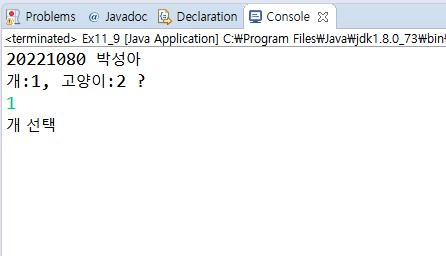 Problems @ Javadoc Declaration Console
<terminated> Ex11_9 [Java Application] C:₩Program Files₩Java₩jdk1.8.0_73₩bin₩
20221080 박성아
개:1, 고양이:2 ?
1
개 선택